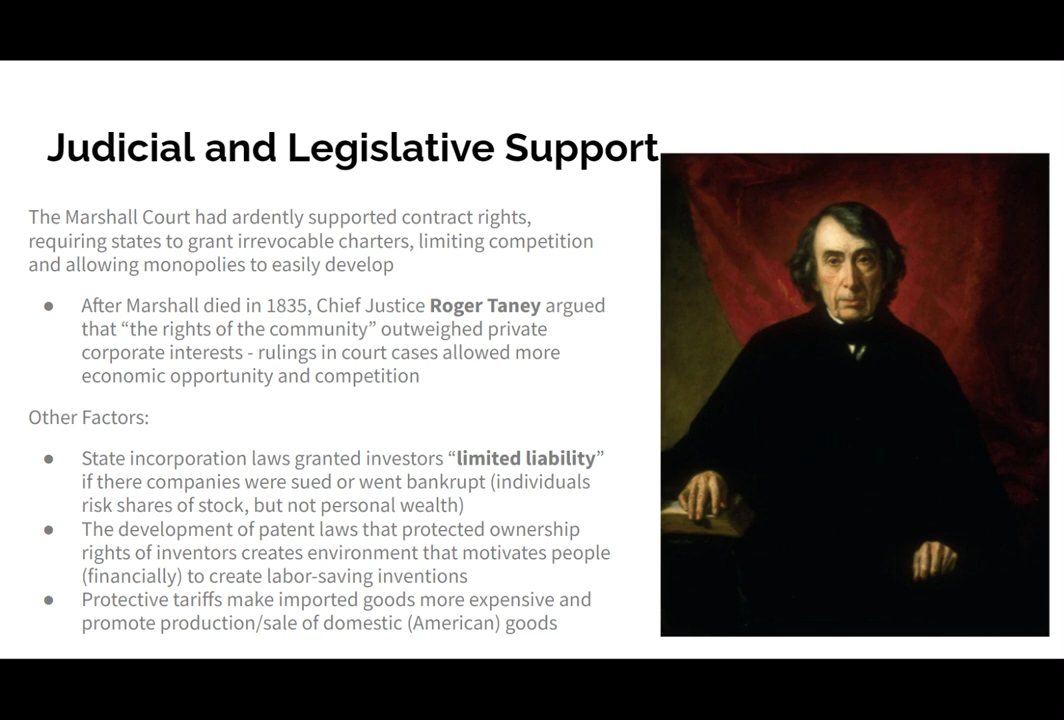 Judicial and Legislative Support
The Marshall Court had ardently supported contract rights,
requiring states to grant irrevocable charters, limiting competition
and allowing monopolies to easily develop
● After Marshall died in 1835, Chief Justice Roger Taney argued
that “the rights of the community” outweighed private
corporate interests - rulings in court cases allowed more
economic opportunity and competition
Other Factors:
● State incorporation laws granted investors “limited liability”
if there companies were sued or went bankrupt (individuals
risk shares of stock, but not personal wealth)
● The development of patent laws that protected ownership
rights of inventors creates environment that motivates people
(financially) to create labor-saving inventions
● Protective tariffs make imported goods more expensive and
promote production/sale of domestic (American) goods